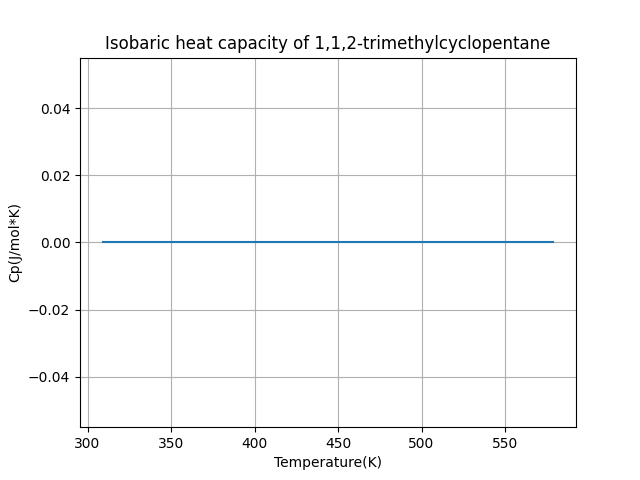 Isobaric heat capacity of 1,1,2-trimethylcyclopentane
0.04
0.02
0.00
−0.02
−0.04
Cp(J/mol*K)
300 350 400 450 500 550
Temperature(K)